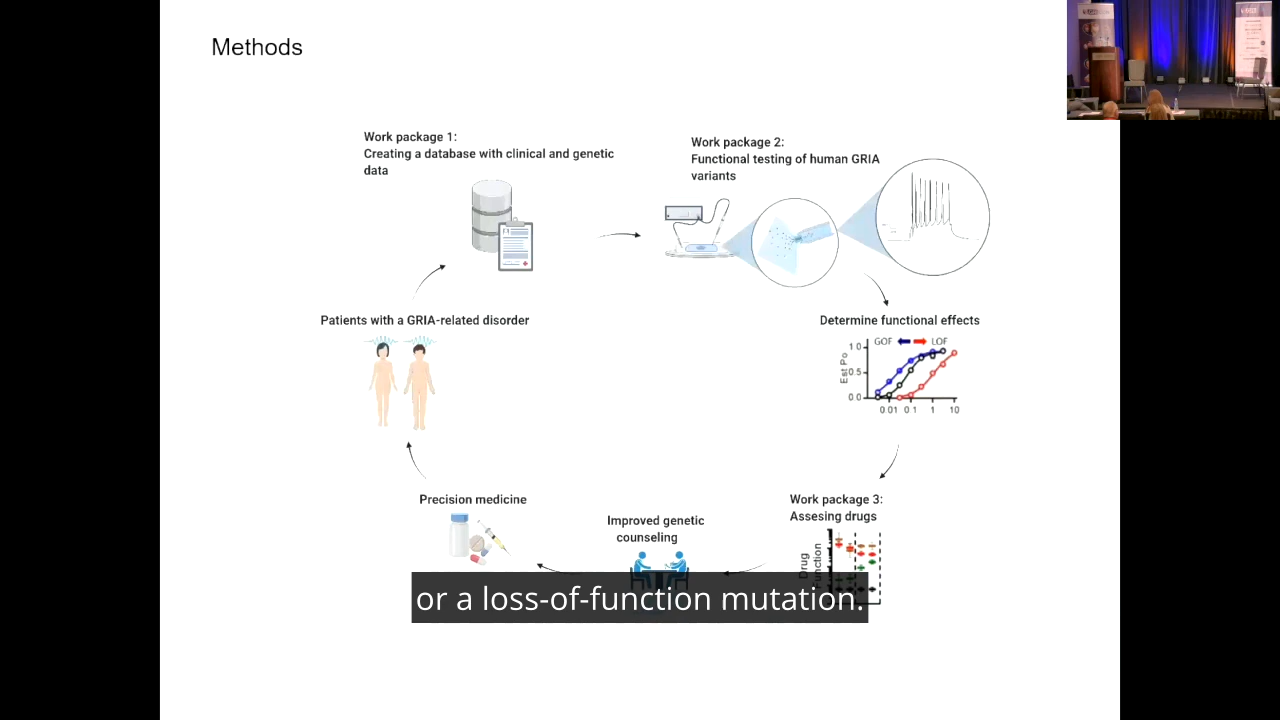 Methods
Work package 1:
Creating a database with clinical and genetic
data
Work package 2:
Functional testing of human GRIA
variants
Patients with a GRIA-related disorder
Determine functional effects
GOF
LOF
Est Po
1 0
0.5
0.0
0 01 0 1 1 10
Precision medicine
Improved genetic
counseling
Work package 3:
Assesing drugs
Drug
Function
or a loss-of-function mutation.